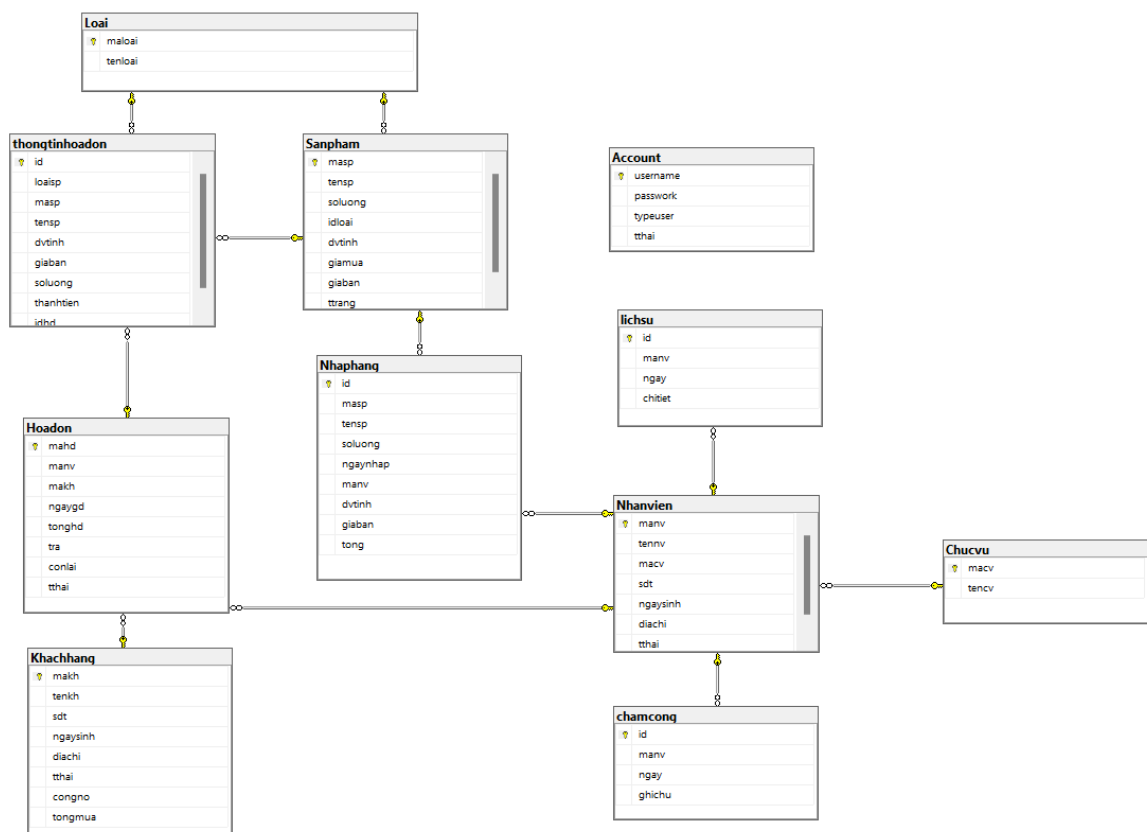 Loai
maloai
tenloai
thongtinhoadon
id
loaisp
masp
tensp
dvtinh
giaban
soluong
thanhtien
idhd
Sanpham
masp
tensp
soluong
idloai
dvtinh
giamua
giaban
ttrang
Account
username
passwork
typeuser
tthai
lichsu
id
manv
ngay
chitiet
Nhaphang
id
masp
tensp
soluong
ngaynhap
manv
dvtinh
giaban
tong
Hoadon
mahd
manv
makh
ngaygd
tonghd
tra
conlai
tthai
Nhanvien
manv
tennv
macv
sdt
ngaysinh
diachi
tthai
Chucvu
macv
tencv
Khachhang
makh
tenkh
sdt
ngaysinh
diachi
tthai
congno
tongmua
chamcong
id
manv
ngay
ghichu